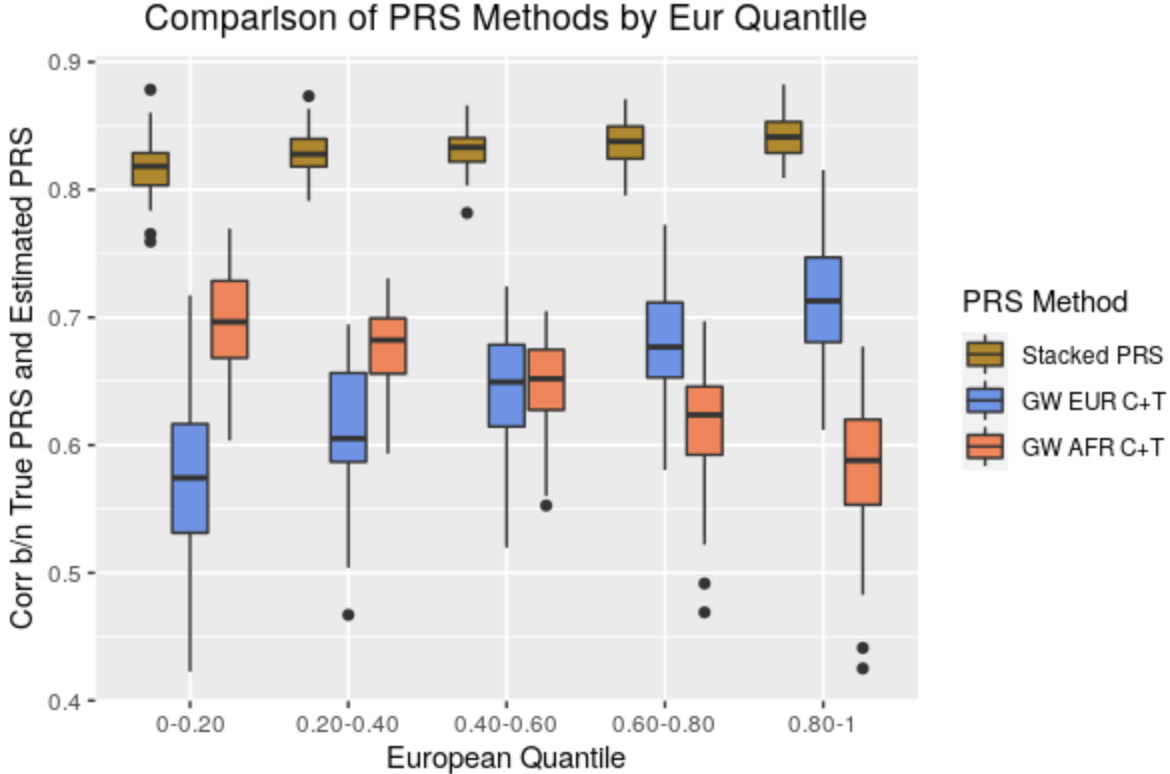 Comparison of PRS Methods by Eur Quantile
Corr b/n True PRS and Estimated PRS
0.9
0.8
0.7
0.6
0.5
0.4
0-0.20
0.20-0.40
0.40-0.60
0.60-0.80
0.80-1
European Quantile
PRS Method
Stacked PRS
GW EUR C+T
GW AFR C+T